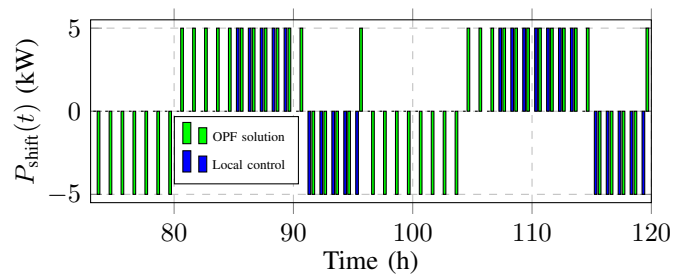 5
0
−5
P_shift(t) (kW)
OPF solution
Local control
80 90 100 110 120
Time (h)